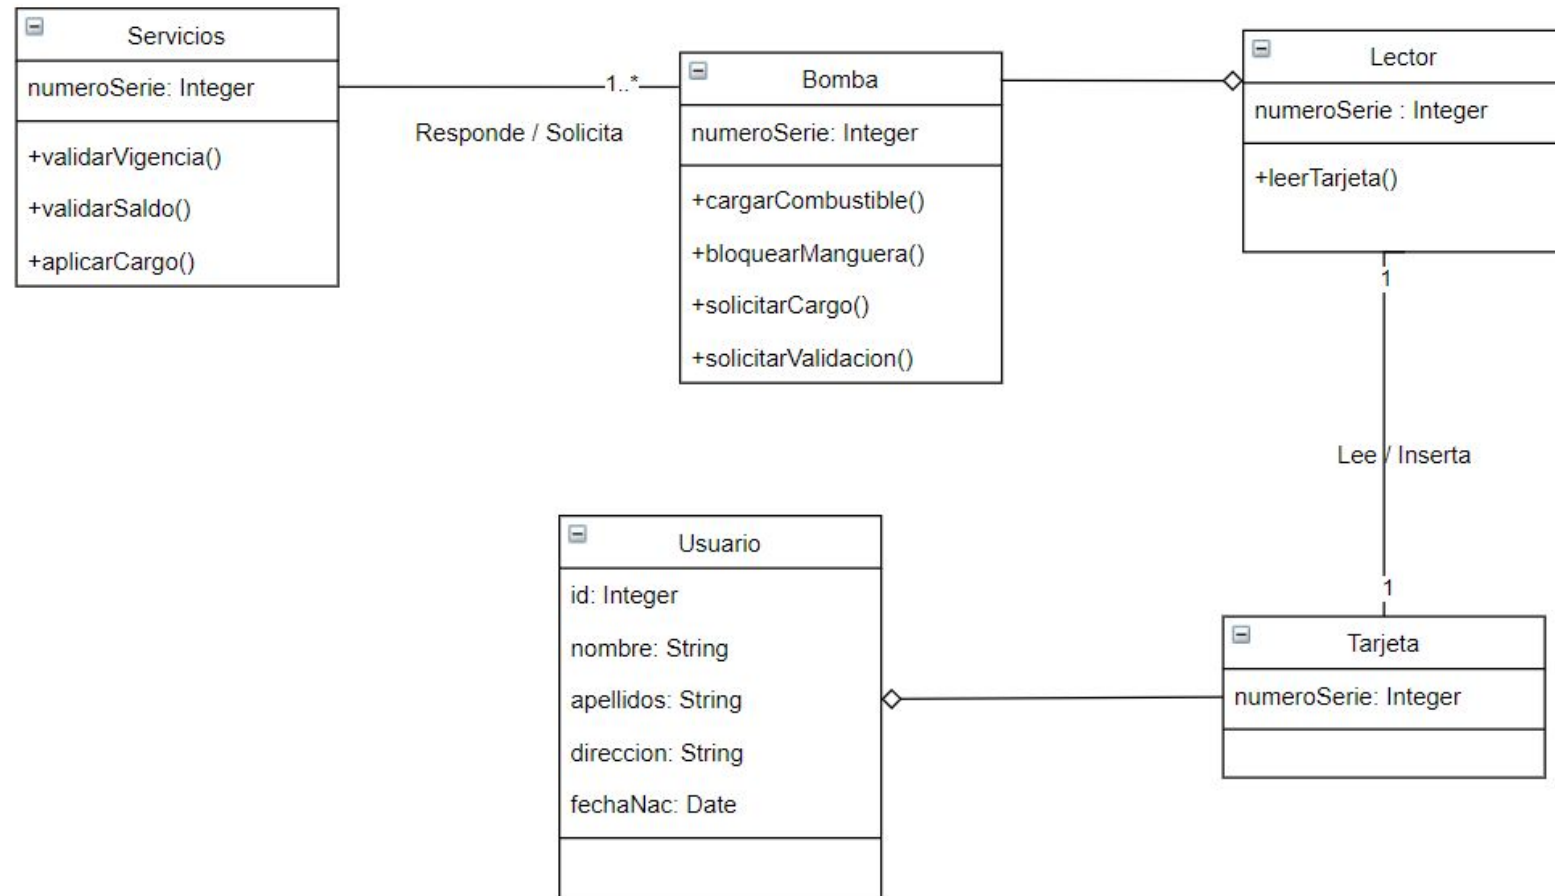 Servicios
numeroSerie: Integer
+validarVigencia()
+validarSaldo()
+aplicarCargo()
1..*
Responde / Solicita
Bomba
numeroSerie: Integer
+cargarCombustible()
+bloquearManguera()
+solicitarCargo()
+solicitarValidacion()
Lector
numeroSerie : Integer
+leerTarjeta()
1
Lee / Inserta
1
Usuario
id: Integer
nombre: String
apellidos: String
direccion: String
fechaNac: Date
Tarjeta
numeroSerie: Integer